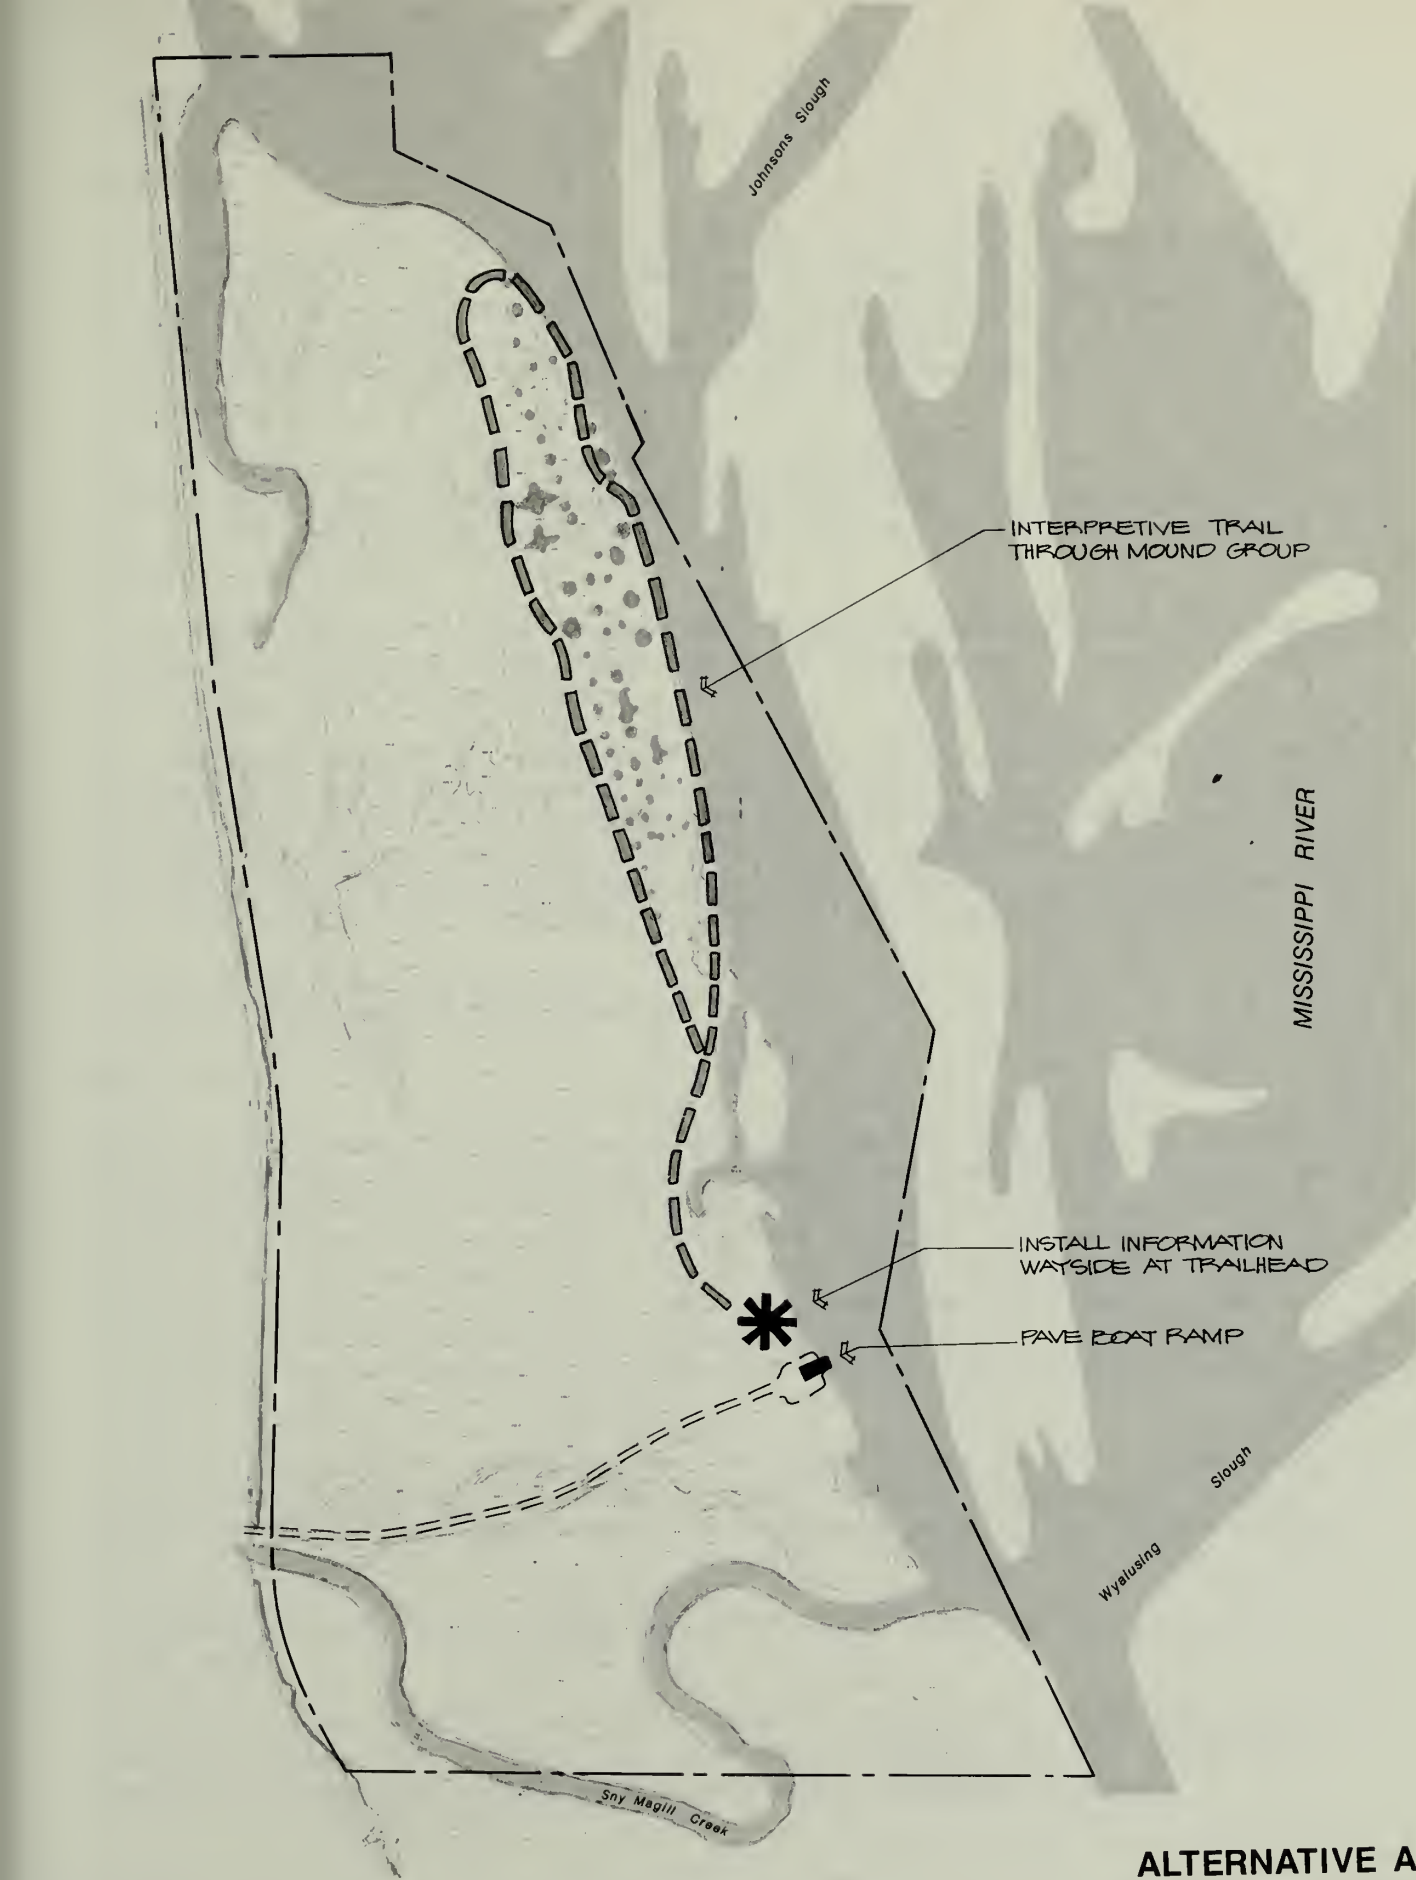 Johnsons Slough
INTERPRETIVE TRAIL
THROUGH MOUND GROUP
MISSISSIPPI RIVER
INSTALL INFORMATION
WAYSIDE AT TRAILHEAD
PAVE BOAT RAMP
Wyalusing Slough
Sny Magill Creek
ALTERNATIVE A